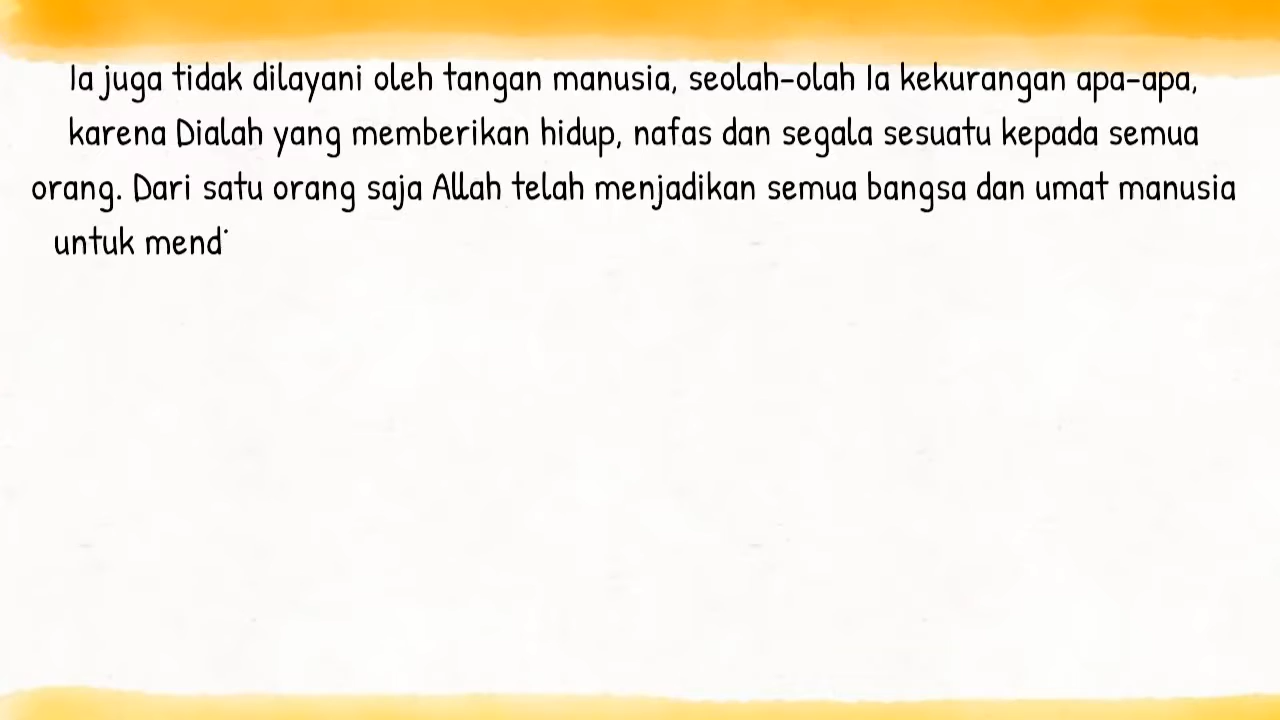 Ia juga tidak dilayani oleh tangan manusia, seolah-olah Ia kekurangan apa-apa,
karena Dialah yang memberikan hidup, nafas dan segala sesuatu kepada semua
orang. Dari satu orang saja Allah telah menjadikan semua bangsa dan umat manusia
untuk mend